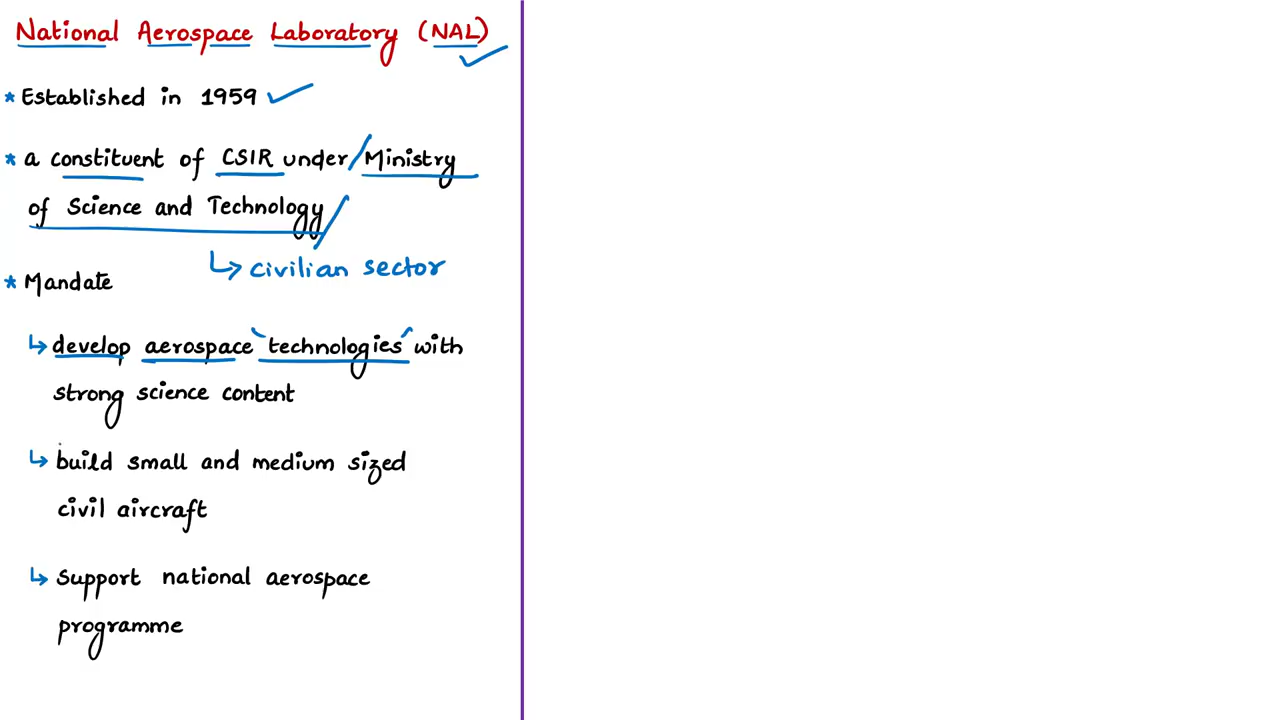 National Aerospace Laboratory (NAL)
* Established in 1959
* a constituent of CSIR under Ministry
of Science and Technology
↳ civilian sector
* Mandate
↳ develop aerospace technologies with
strong science content
↳ build small and medium sized
civil aircraft
↳ support national aerospace
programme